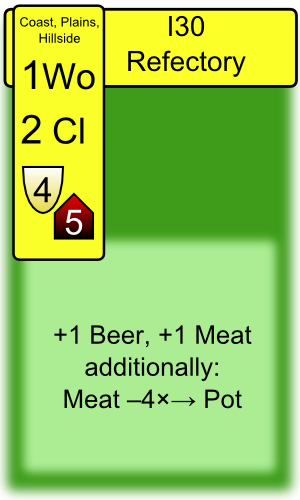 Coast, Plains,
Hillside
1Wo
2 Cl
4
5
I30
Refectory
+1 Beer, +1 Meat
additionally:
Meat –4×→ Pot